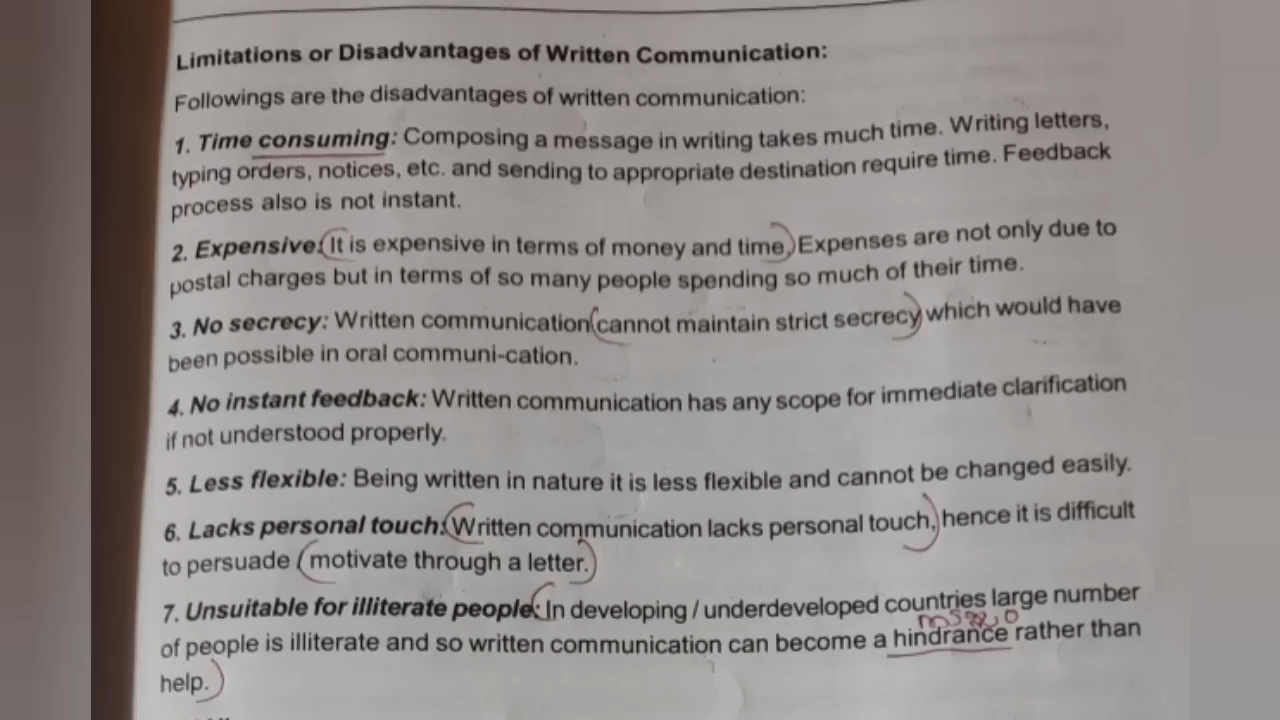 Limitations or Disadvantages of Written Communication:
Followings are the disadvantages of written communication:
1. Time consuming: Composing a message in writing takes much time. Writing letters,
typing orders, notices, etc. and sending to appropriate destination require time. Feedback
process also is not instant.
2. Expensive: It is expensive in terms of money and time, Expenses are not only due to
postal charges but in terms of so many people spending so much of their time.
3. No secrecy: Written communication cannot maintain strict secrecy which would have
been possible in oral communi-cation.
4. No instant feedback: Written communication has any scope for immediate clarification
if not understood properly.
5. Less flexible: Being written in nature it is less flexible and cannot be changed easily.
6. Lacks personal touch: Written communication lacks personal touch, hence it is difficult
to persuade / motivate through a letter.
7. Unsuitable for illiterate people: In developing / underdeveloped countries large number
of people is illiterate and so written communication can become a hindrance rather than
help.